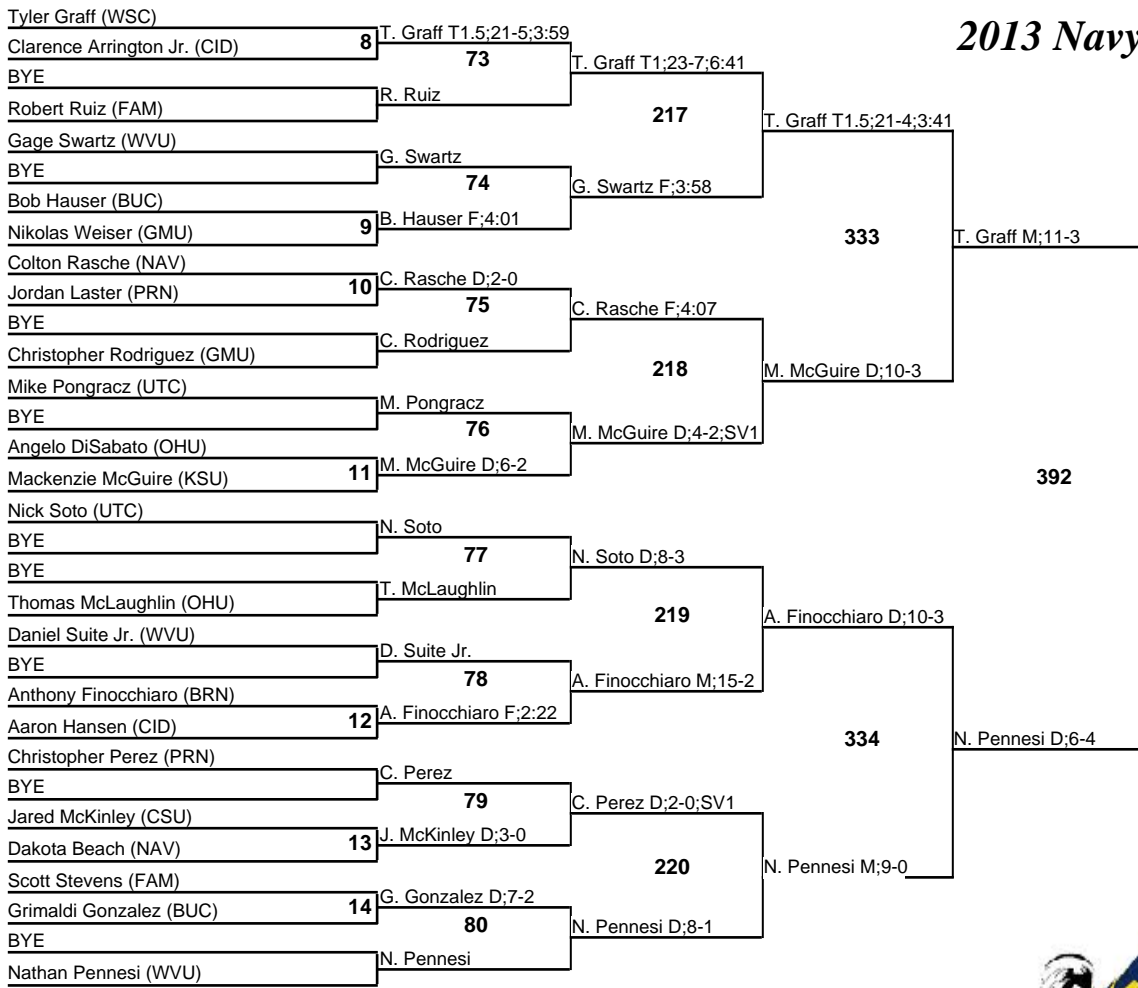 2013 Navy
Tyler Graff (WSC)
Clarence Arrington Jr. (CID)
BYE
Robert Ruiz (FAM)
Gage Swartz (WVU)
BYE
Bob Hauser (BUC)
Nikolas Weiser (GMU)
Colton Rasche (NAV)
Jordan Laster (PRN)
BYE
Christopher Rodriguez (GMU)
Mike Pongracz (UTC)
BYE
Angelo DiSabato (OHU)
Mackenzie McGuire (KSU)
Nick Soto (UTC)
BYE
BYE
Thomas McLaughlin (OHU)
Daniel Suite Jr. (WVU)
BYE
Anthony Finocchiaro (BRN)
Aaron Hansen (CID)
Christopher Perez (PRN)
BYE
Jared McKinley (CSU)
Dakota Beach (NAV)
Scott Stevens (FAM)
Grimaldi Gonzalez (BUC)
BYE
Nathan Pennesi (WVU)
8
9
10
11
12
13
14
T. Graff T1.5;21-5;3:59
73
R. Ruiz
G. Swartz
74
B. Hauser F;4:01
C. Rasche D;2-0
75
C. Rodriguez
M. Pongracz
76
M. McGuire D;6-2
N. Soto
77
T. McLaughlin
D. Suite Jr.
78
A. Finocchiaro F;2:22
C. Perez
79
J. McKinley D;3-0
G. Gonzalez D;7-2
80
N. Pennesi
T. Graff T1;23-7;6:41
217
G. Swartz F;3:58
C. Rasche F;4:07
218
M. McGuire D;4-2;SV1
N. Soto D;8-3
219
A. Finocchiaro M;15-2
C. Perez D;2-0;SV1
220
N. Pennesi D;8-1
T. Graff T1.5;21-4;3:41
333
M. McGuire D;10-3
A. Finocchiaro D;10-3
334
N. Pennesi M;9-0
T. Graff M;11-3
392
N. Pennesi D;6-4